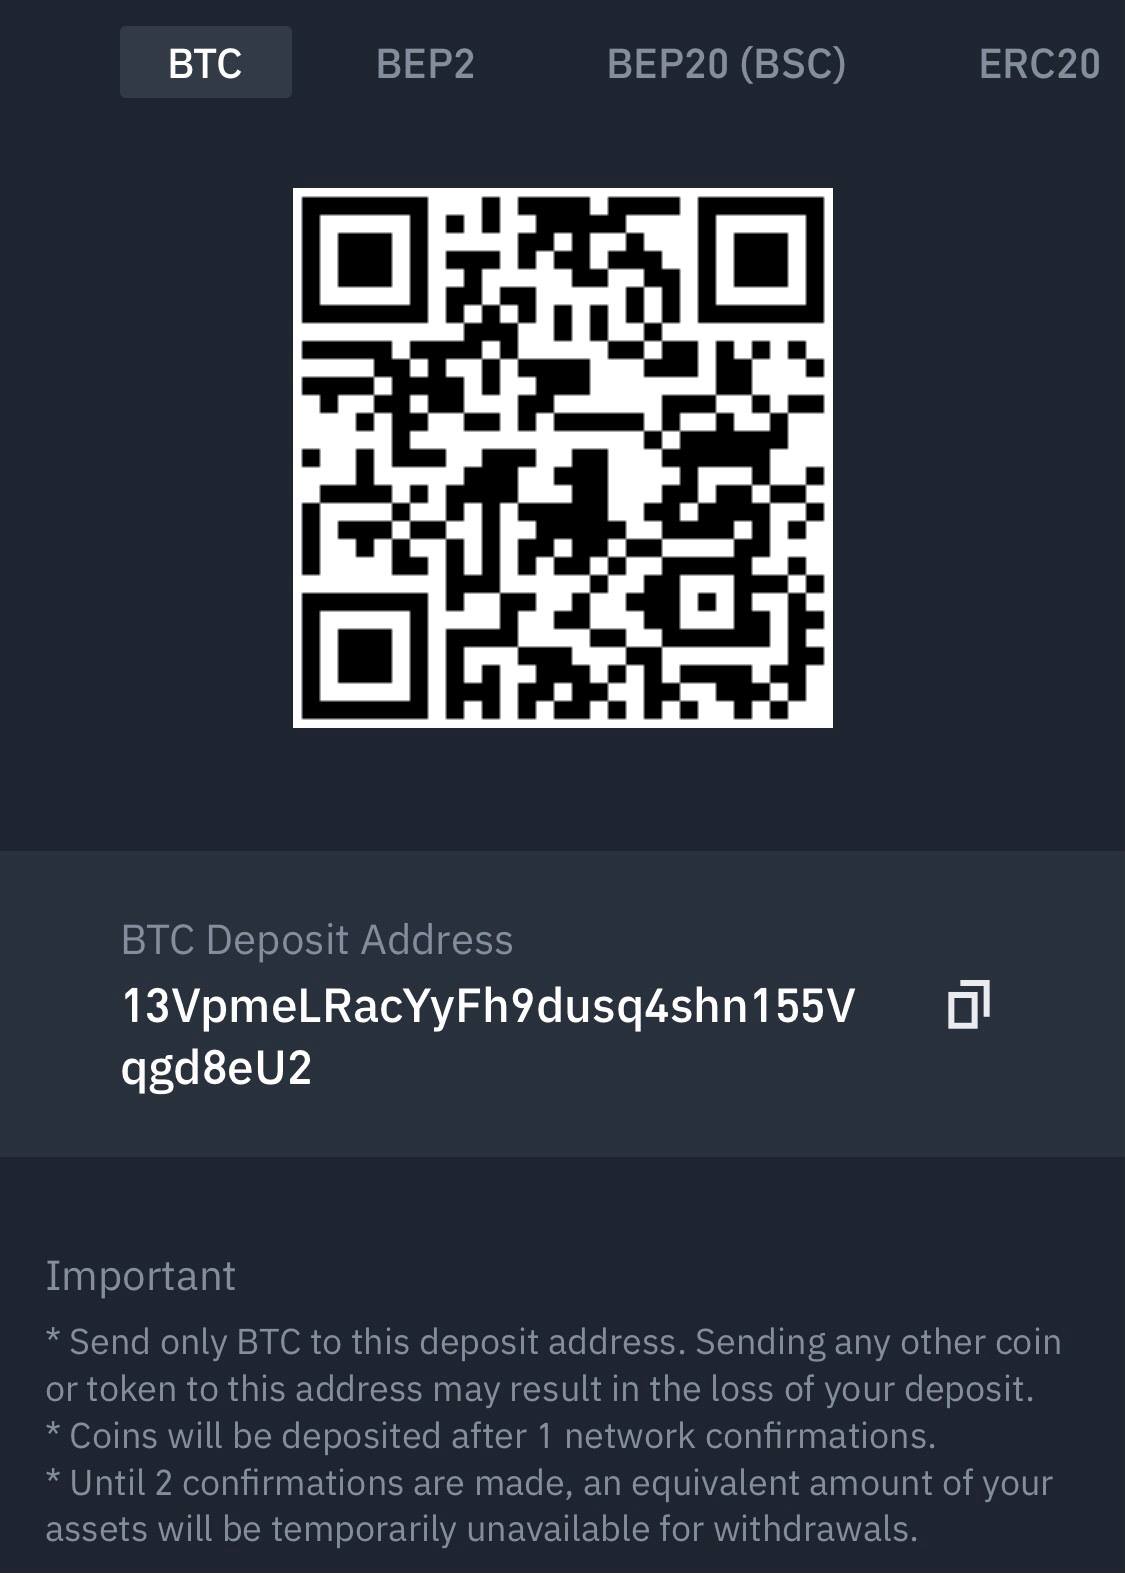 BTC BEP2 BEP20 (BSC) ERC20
BTC Deposit Address
13VpmeLRacYyFh9dusq4shn155V
qgd8eU2
Important
* Send only BTC to this deposit address. Sending any other coin
or token to this address may result in the loss of your deposit.
* Coins will be deposited after 1 network confirmations.
* Until 2 confirmations are made, an equivalent amount of your
assets will be temporarily unavailable for withdrawals.